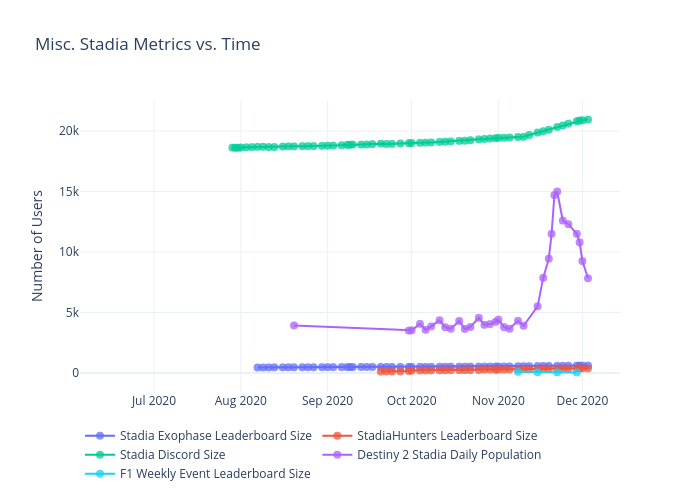 Misc. Stadia Metrics vs. Time
Number of Users
20k
15k
10k
5k
0
Jul 2020
Aug 2020
Sep 2020
Oct 2020
Nov 2020
Dec 2020
Stadia Exophase Leaderboard Size
StadiaHunters Leaderboard Size
Stadia Discord Size
Destiny 2 Stadia Daily Population
F1 Weekly Event Leaderboard Size